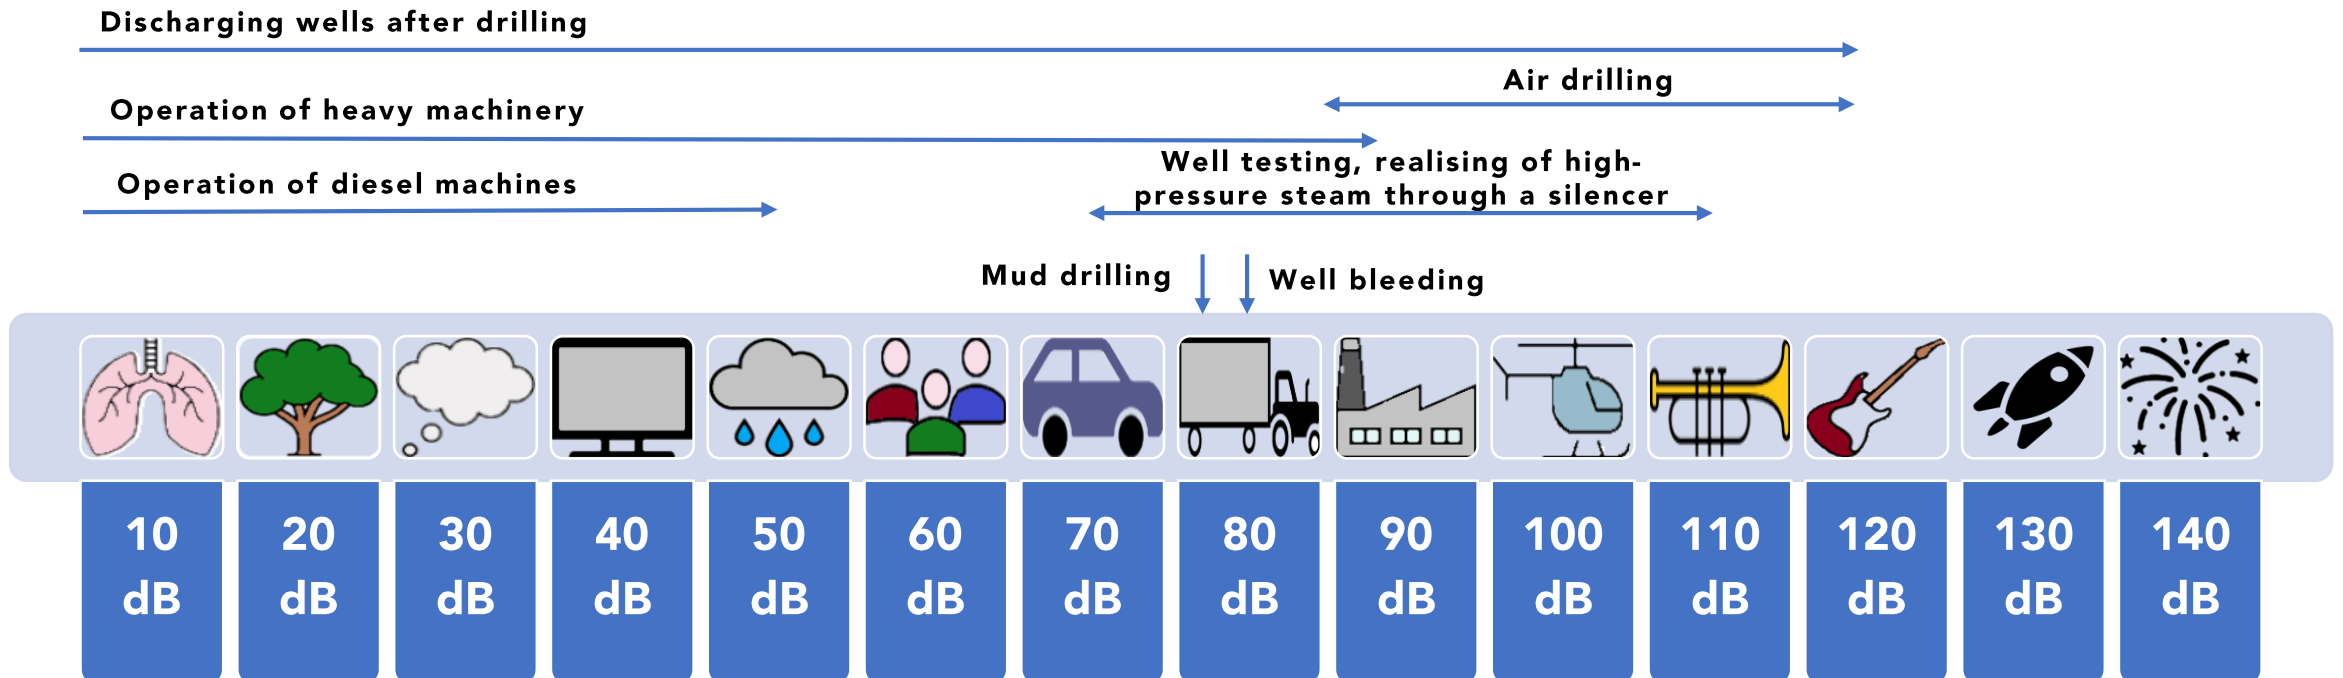 Discharging wells after drilling
Air drilling
Operation of heavy machinery
Well testing, realising of high-
pressure steam through a silencer
Operation of diesel machines
Mud drilling
Well bleeding
10 dB
20 dB
30 dB
40 dB
50 dB
60 dB
70 dB
80 dB
90 dB
100 dB
110 dB
120 dB
130 dB
140 dB